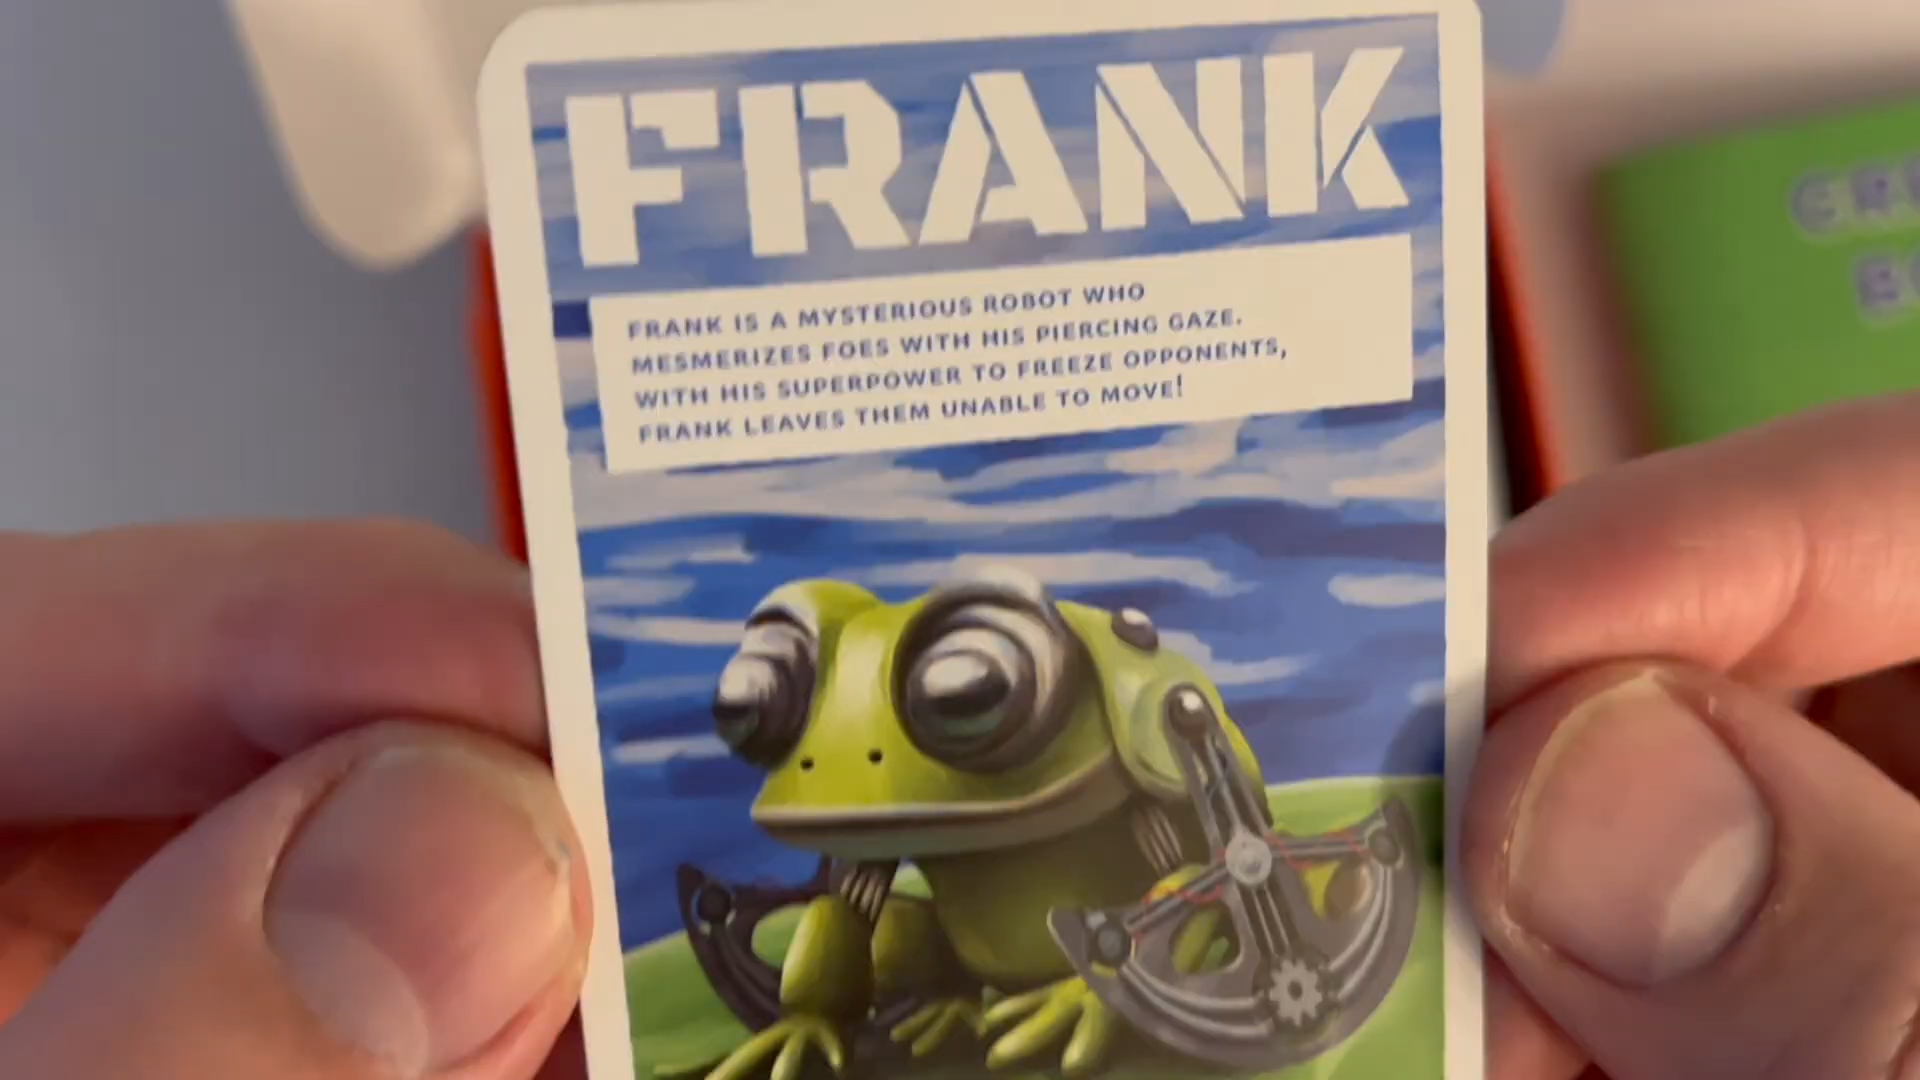 FRANK
FRANK IS A MYSTERIOUS ROBOT WHO
MESMERIZES FOES WITH HIS PIERCING GAZE.
WITH HIS SUPERPOWER TO FREEZE OPPONENTS,
FRANK LEAVES THEM UNABLE TO MOVE!